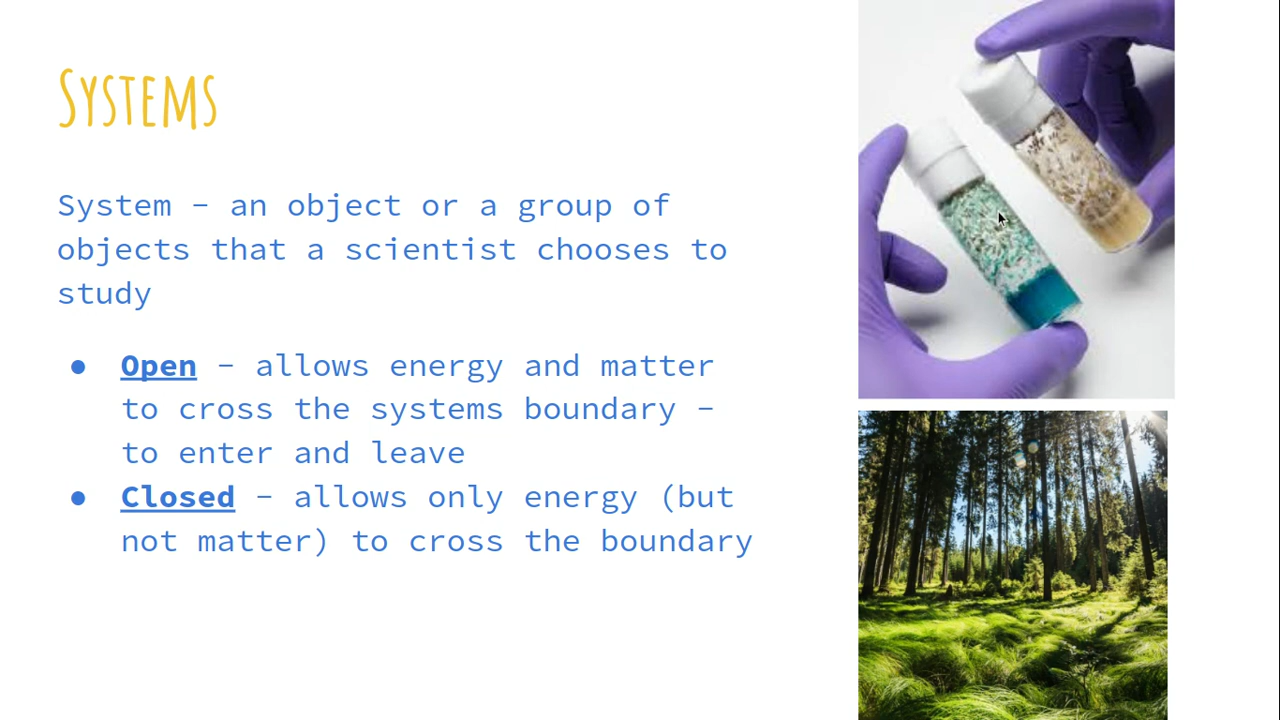 Systems
System – an object or a group of
objects that a scientist chooses to
study
● Open – allows energy and matter
to cross the systems boundary –
to enter and leave
● Closed – allows only energy (but
not matter) to cross the boundary